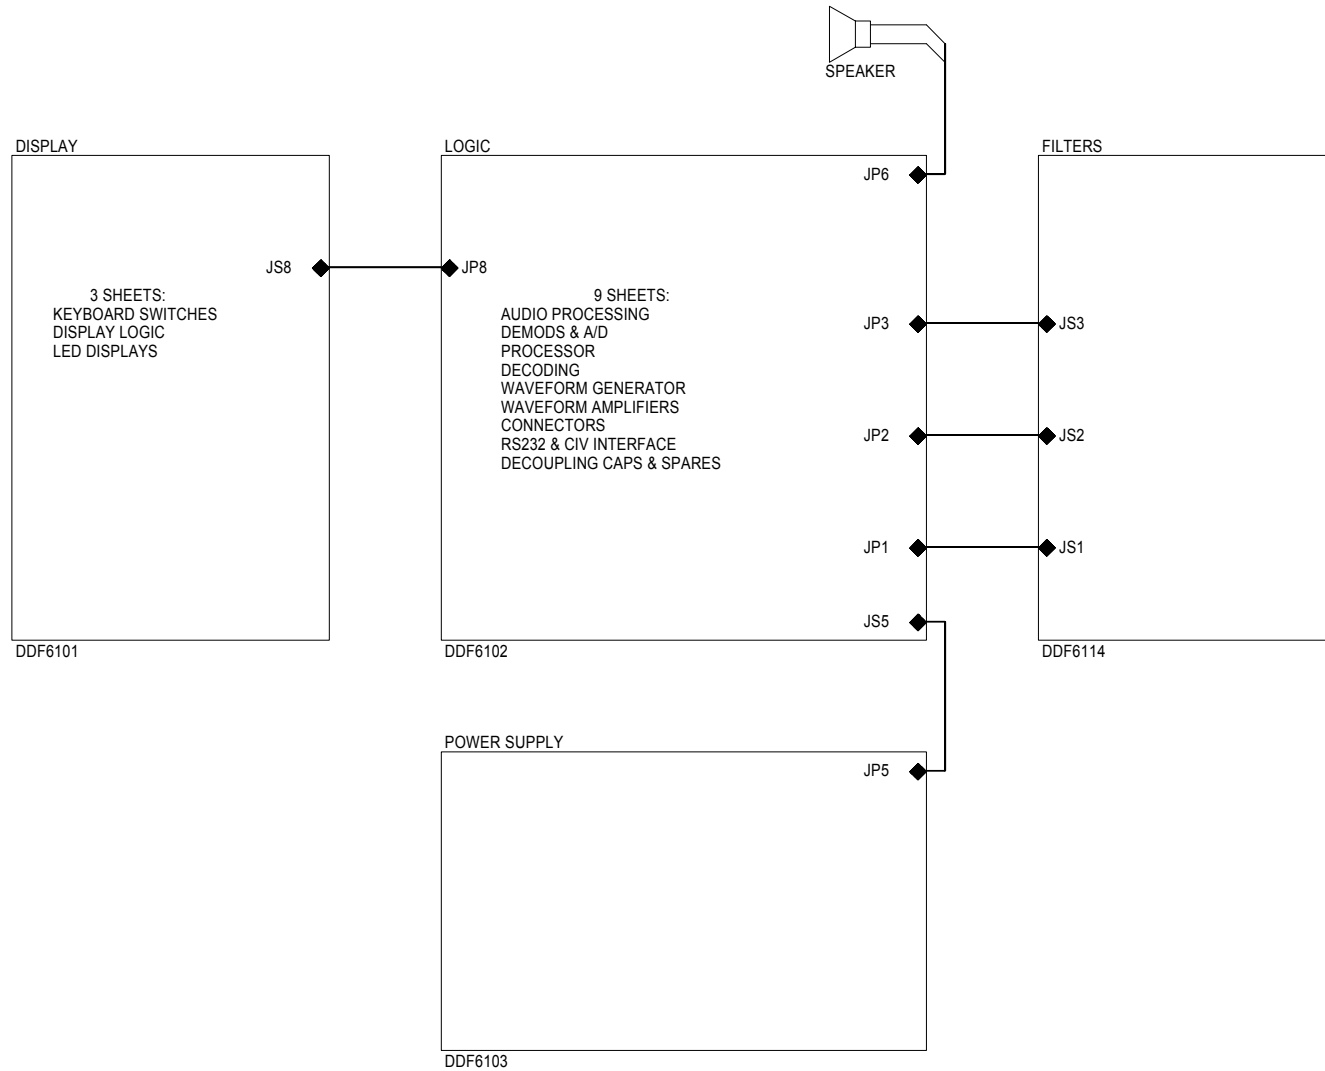 SPEAKER
DISPLAY
JS8
3 SHEETS:
KEYBOARD SWITCHES
DISPLAY LOGIC
LED DISPLAYS
DDF6101
LOGIC
JP6
JP8
9 SHEETS:
AUDIO PROCESSING
DEMODS & A/D
PROCESSOR
DECODING
WAVEFORM GENERATOR
WAVEFORM AMPLIFIERS
CONNECTORS
RS232 & CIV INTERFACE
DECOUPLING CAPS & SPARES
JP3
JP2
JP1
JS5
DDF6102
FILTERS
JS3
JS2
JS1
DDF6114
POWER SUPPLY
JP5
DDF6103